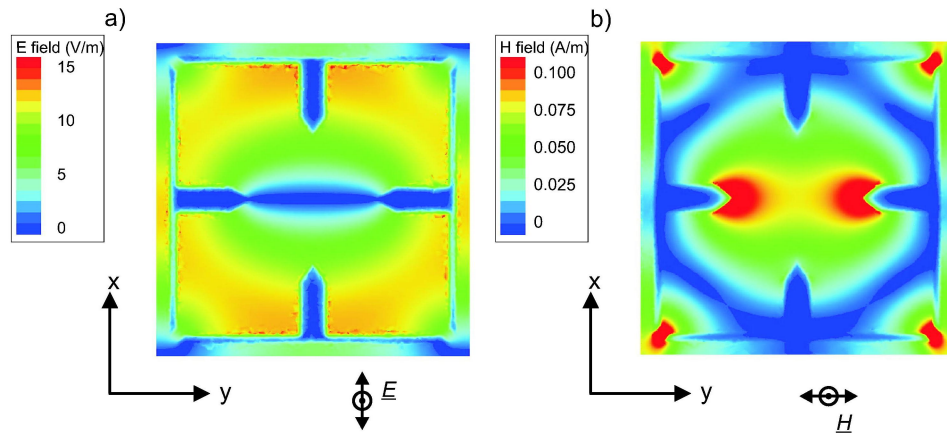 a)
E field (V/m)
15
10
5
0
x
y
E
b)
H field (A/m)
0.100
0.075
0.050
0.025
0
x
y
H